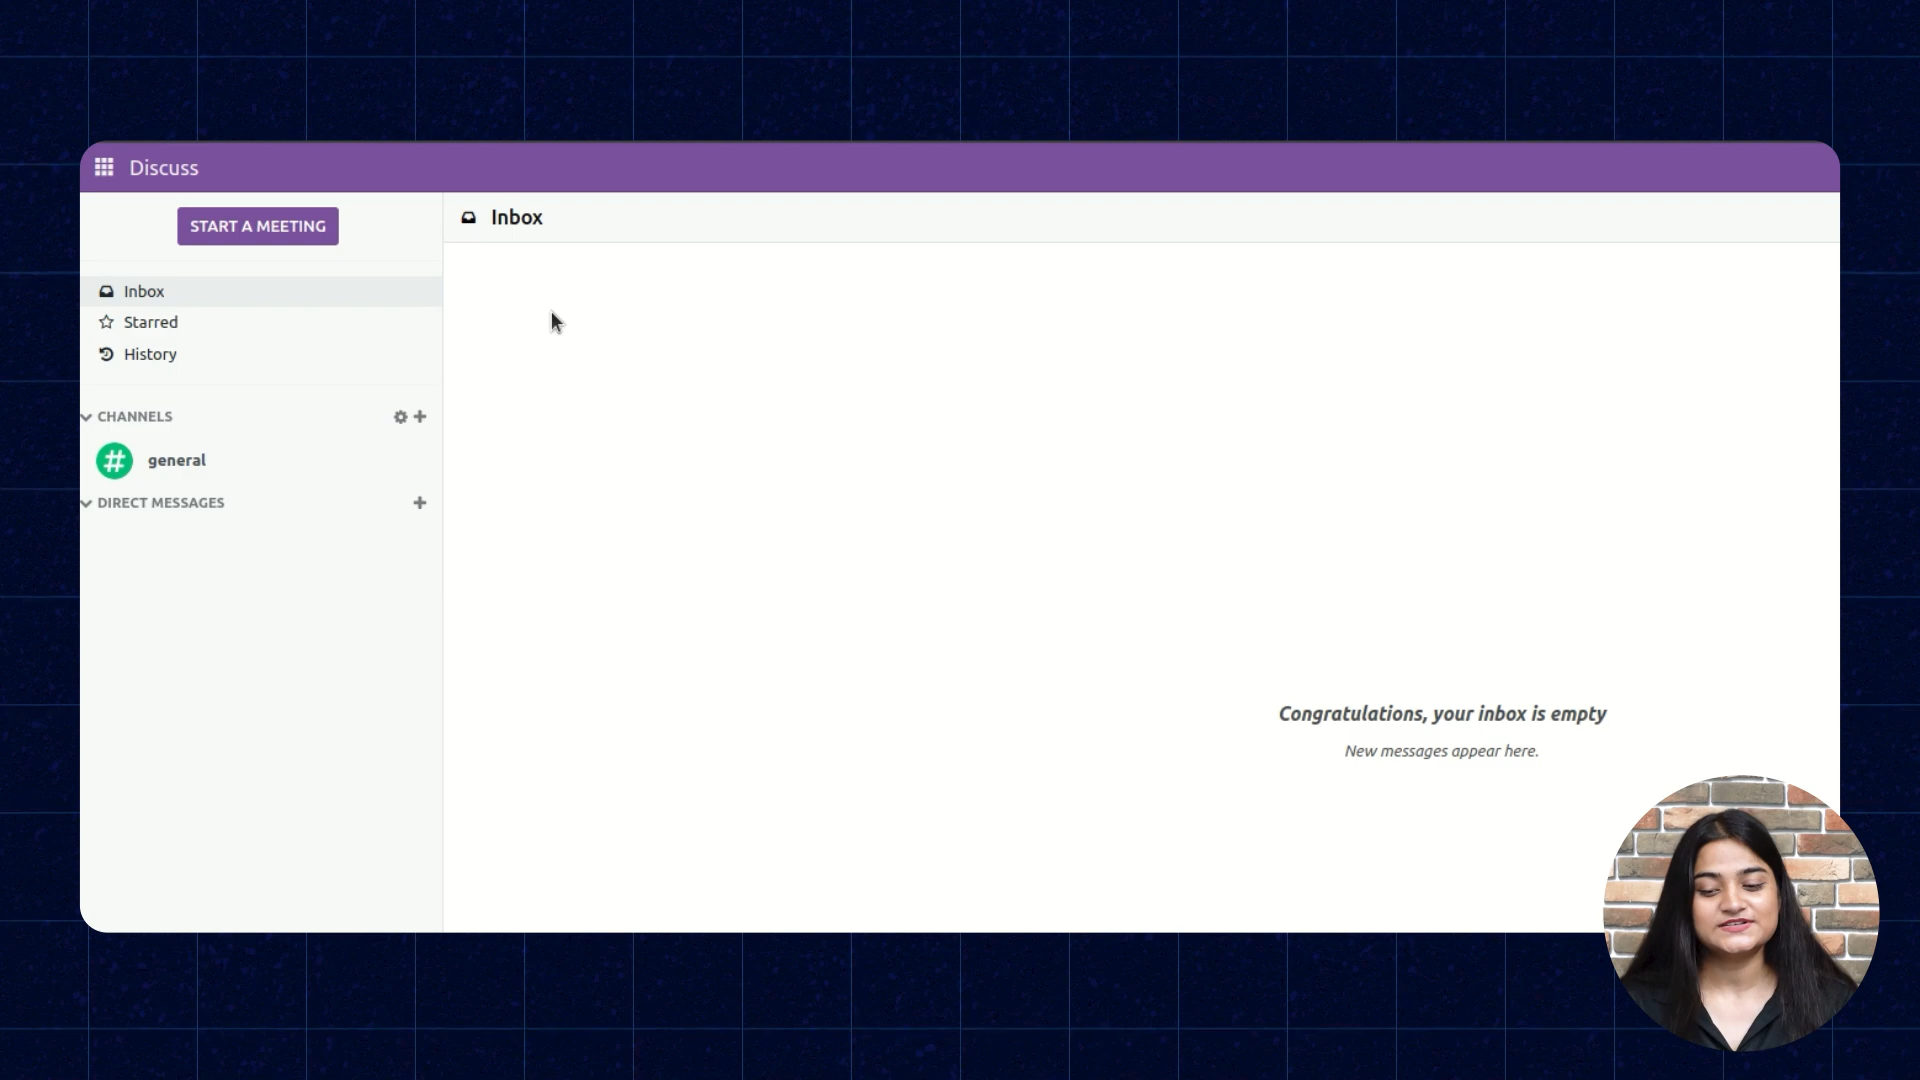 Discuss
START A MEETING
Inbox
Starred
History
CHANNELS
general
DIRECT MESSAGES
Inbox
Congratulations, your inbox is empty
New messages appear here.